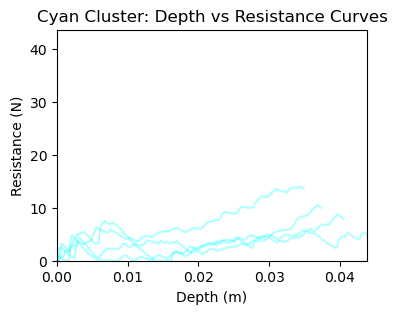 Cyan Cluster: Depth vs Resistance Curves
40
30
20
10
0
Resistance (N)
0.00 0.01 0.02 0.03 0.04
Depth (m)